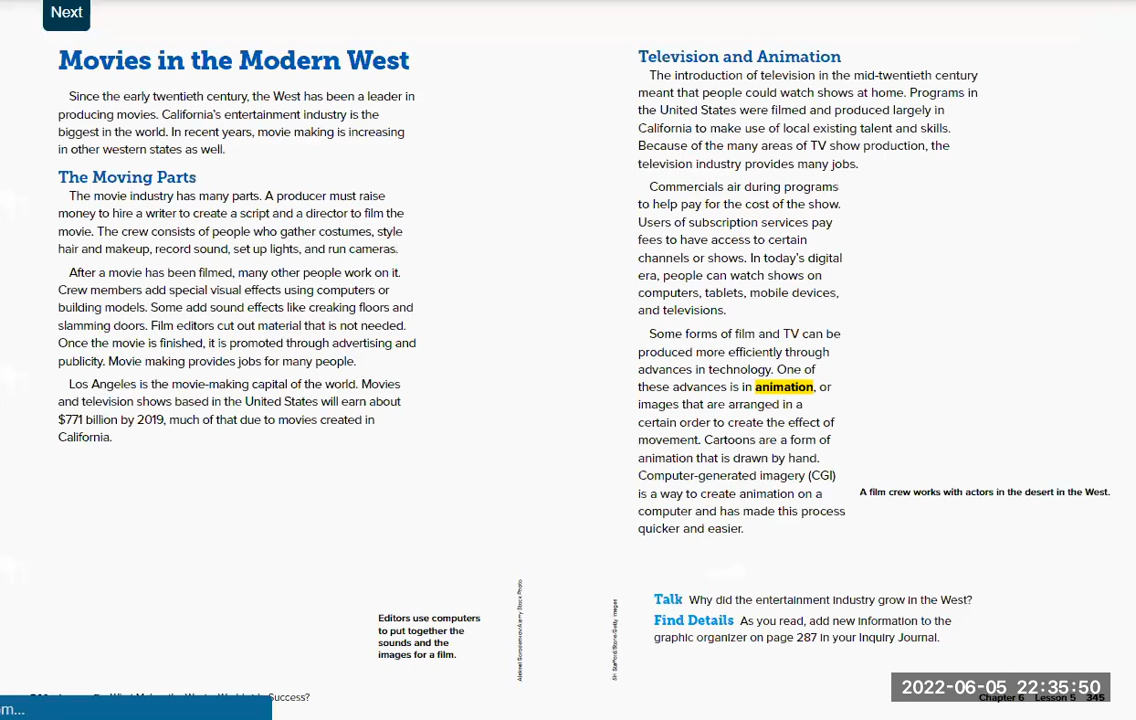 Next
Movies in the Modern West
Since the early twentieth century, the West has been a leader in
producing movies. California's entertainment industry is the
biggest in the world. In recent years, movie making is increasing
in other western states as well.
The Moving Parts
The movie industry has many parts. A producer must raise
money to hire a writer to create a script and a director to film the
movie. The crew consists of people who gather costumes, style
hair and makeup, record sound, set up lights, and run cameras.
After a movie has been filmed, many other people work on it.
Crew members add special visual effects using computers or
building models. Some add sound effects like creaking floors and
slamming doors. Film editors cut out material that is not needed.
Once the movie is finished, it is promoted through advertising and
publicity. Movie making provides jobs for many people.
Los Angeles is the movie-making capital of the world. Movies
and television shows based in the United States will earn about
$771 billion by 2019, much of that due to movies created in
California.
Editors use computers
to put together the
sounds and the
images for a film.
Television and Animation
The introduction of television in the mid-twentieth century
meant that people could watch shows at home. Programs in
the United States were filmed and produced largely in
California to make use of local existing talent and skills.
Because of the many areas of TV show production, the
television industry provides many jobs.
Commercials air during programs
to help pay for the cost of the show.
Users of subscription services pay
fees to have access to certain
channels or shows. In today's digital
era, people can watch shows on
computers, tablets, mobile devices,
and televisions.
Some forms of film and TV can be
produced more efficiently through
advances in technology. One of
these advances is in animation, or
images that are arranged in a
certain order to create the effect of
movement. Cartoons are a form of
animation that is drawn by hand.
Computer-generated imagery (CGI)
is a way to create animation on a
computer and has made this process
quicker and easier.
A film crew works with actors in the desert in the West.
Talk Why did the entertainment industry grow in the West?
Find Details As you read, add new information to the
graphic organizer on page 287 in your Inquiry Journal.
Success?
2022-06-05 22:35:50
Chapter 6 Lesson 5 345
om...